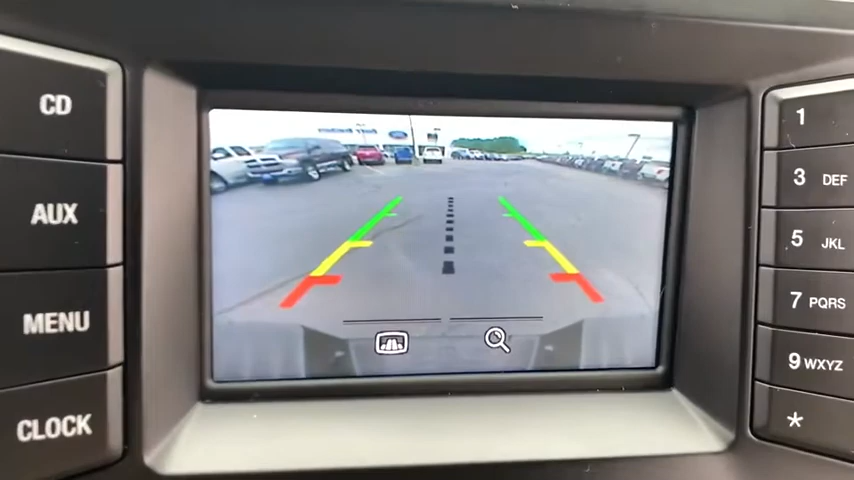 CD
AUX
MENU
CLOCK
1
3 DEF
5 JKL
7 PQRS
9 WXYZ
*